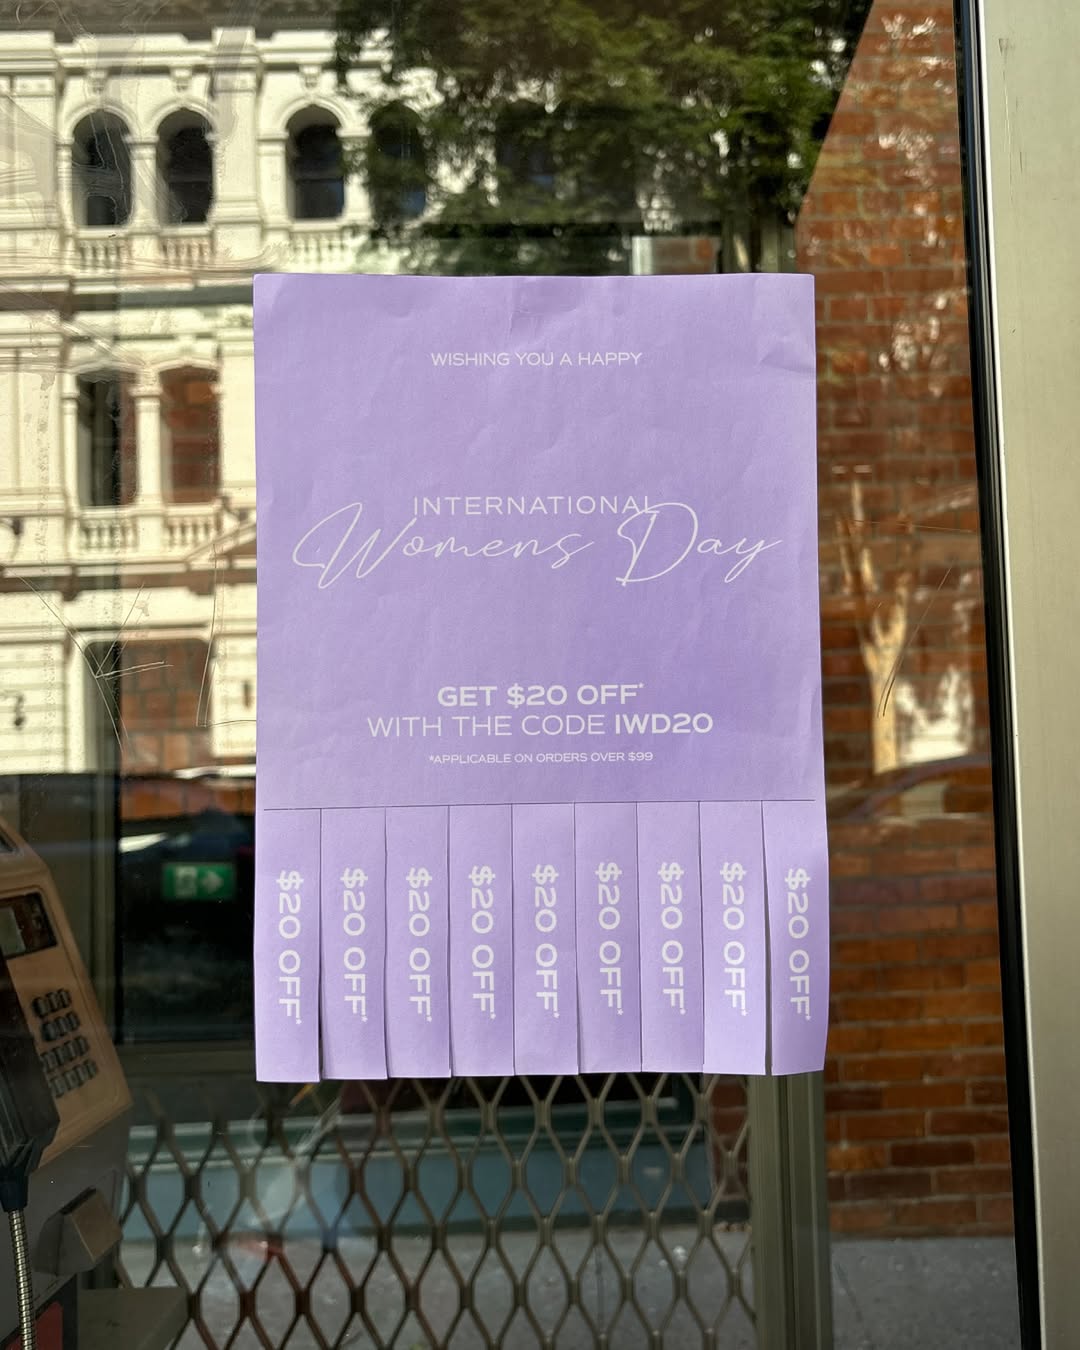 WISHING YOU A HAPPY
INTERNATIONAL
Womens Day
GET $20 OFF*
WITH THE CODE IWD20
*APPLICABLE ON ORDERS OVER $99
$20 OFF*
$20 OFF*
$20 OFF*
$20 OFF*
$20 OFF*
$20 OFF*
$20 OFF*
$20 OFF*
$20 OFF*